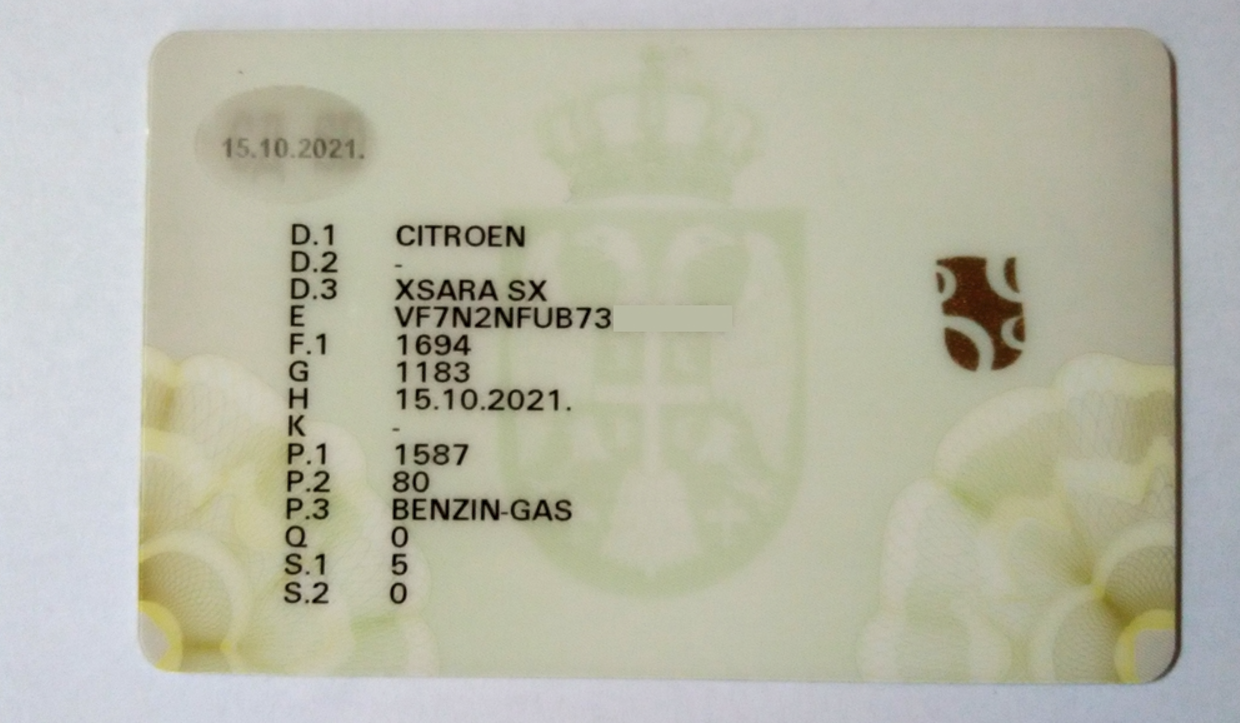 15.10.2021.
D.1 CITROEN
D.2 -
D.3 XSARA SX
E VF7N2NFUB73
F.1 1694
G 1183
H 15.10.2021.
K -
P.1 1587
P.2 80
P.3 BENZIN-GAS
Q 0
S.1 5
S.2 0